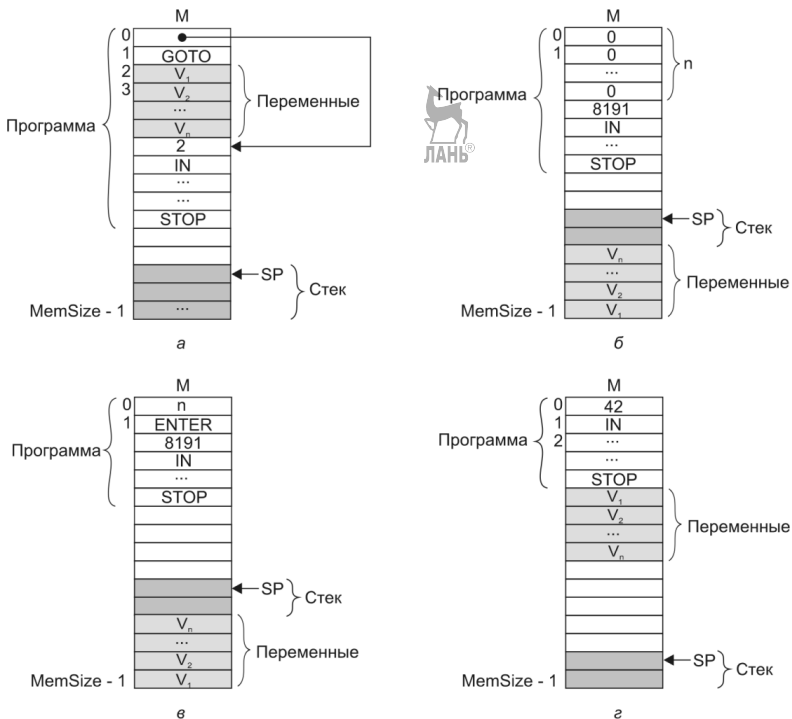 M
0
1 GOTO
2 V₁
3 V₂
...
Vₙ
2
IN
...
...
STOP
...
Программа
Переменные
SP
Стек
MemSize - 1
а
M
0 0
1 0
...
0
8191
IN
...
STOP
Vₙ
...
V₂
V₁
Программа
n
SP
Стек
Переменные
MemSize - 1
б
ЛАНЬ®
M
0 n
1 ENTER
8191
IN
...
STOP
Vₙ
...
V₂
V₁
Программа
SP
Стек
Переменные
MemSize - 1
в
M
0 42
1 IN
2 ...
...
STOP
V₁
V₂
...
Vₙ
Программа
Переменные
SP
Стек
MemSize - 1
г